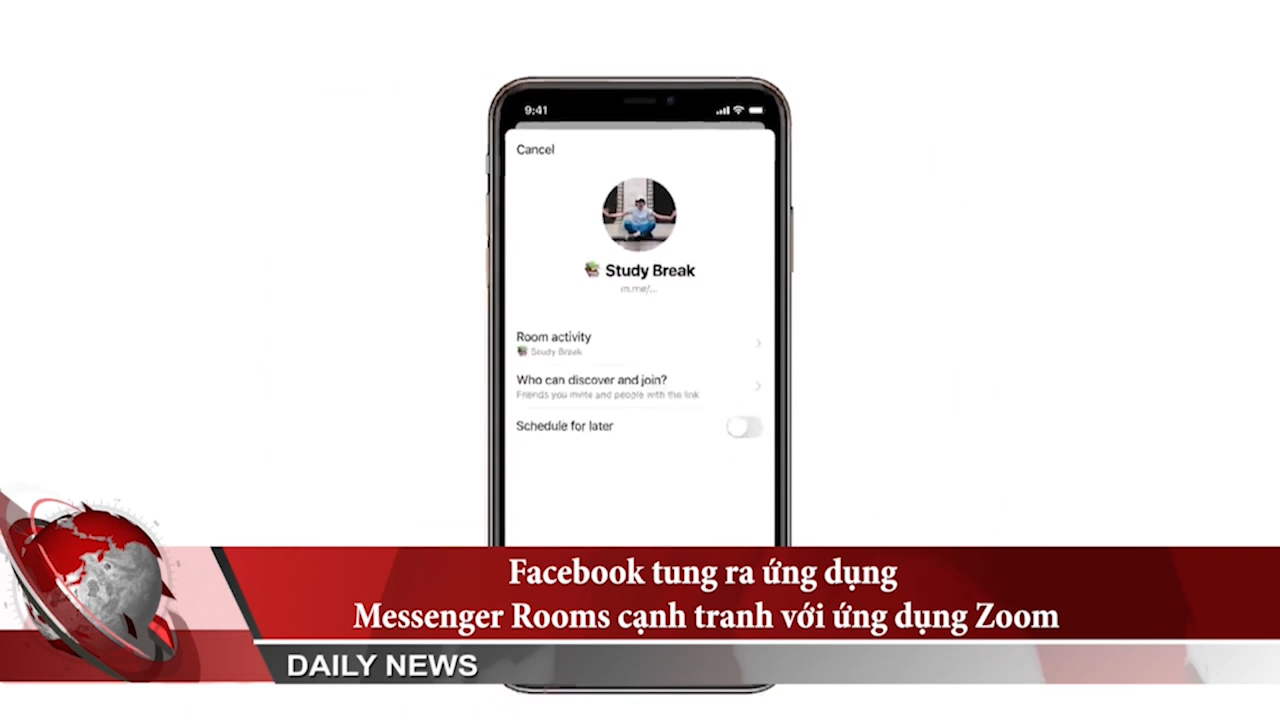 9:41
Cancel
Study Break
m.me/...
Room activity
Study Break
Who can discover and join?
Friends you invite and people with the link
Schedule for later
Facebook tung ra ứng dụng
Messenger Rooms cạnh tranh với ứng dụng Zoom
DAILY NEWS